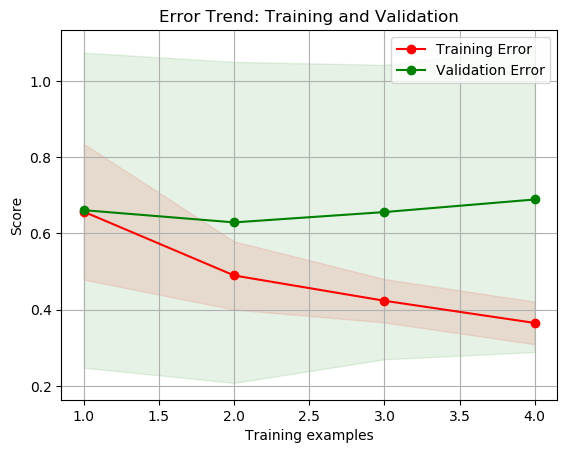 Error Trend: Training and Validation
Training Error
Validation Error
Score
1.0
0.8
0.6
0.4
0.2
1.0 1.5 2.0 2.5 3.0 3.5 4.0
Training examples